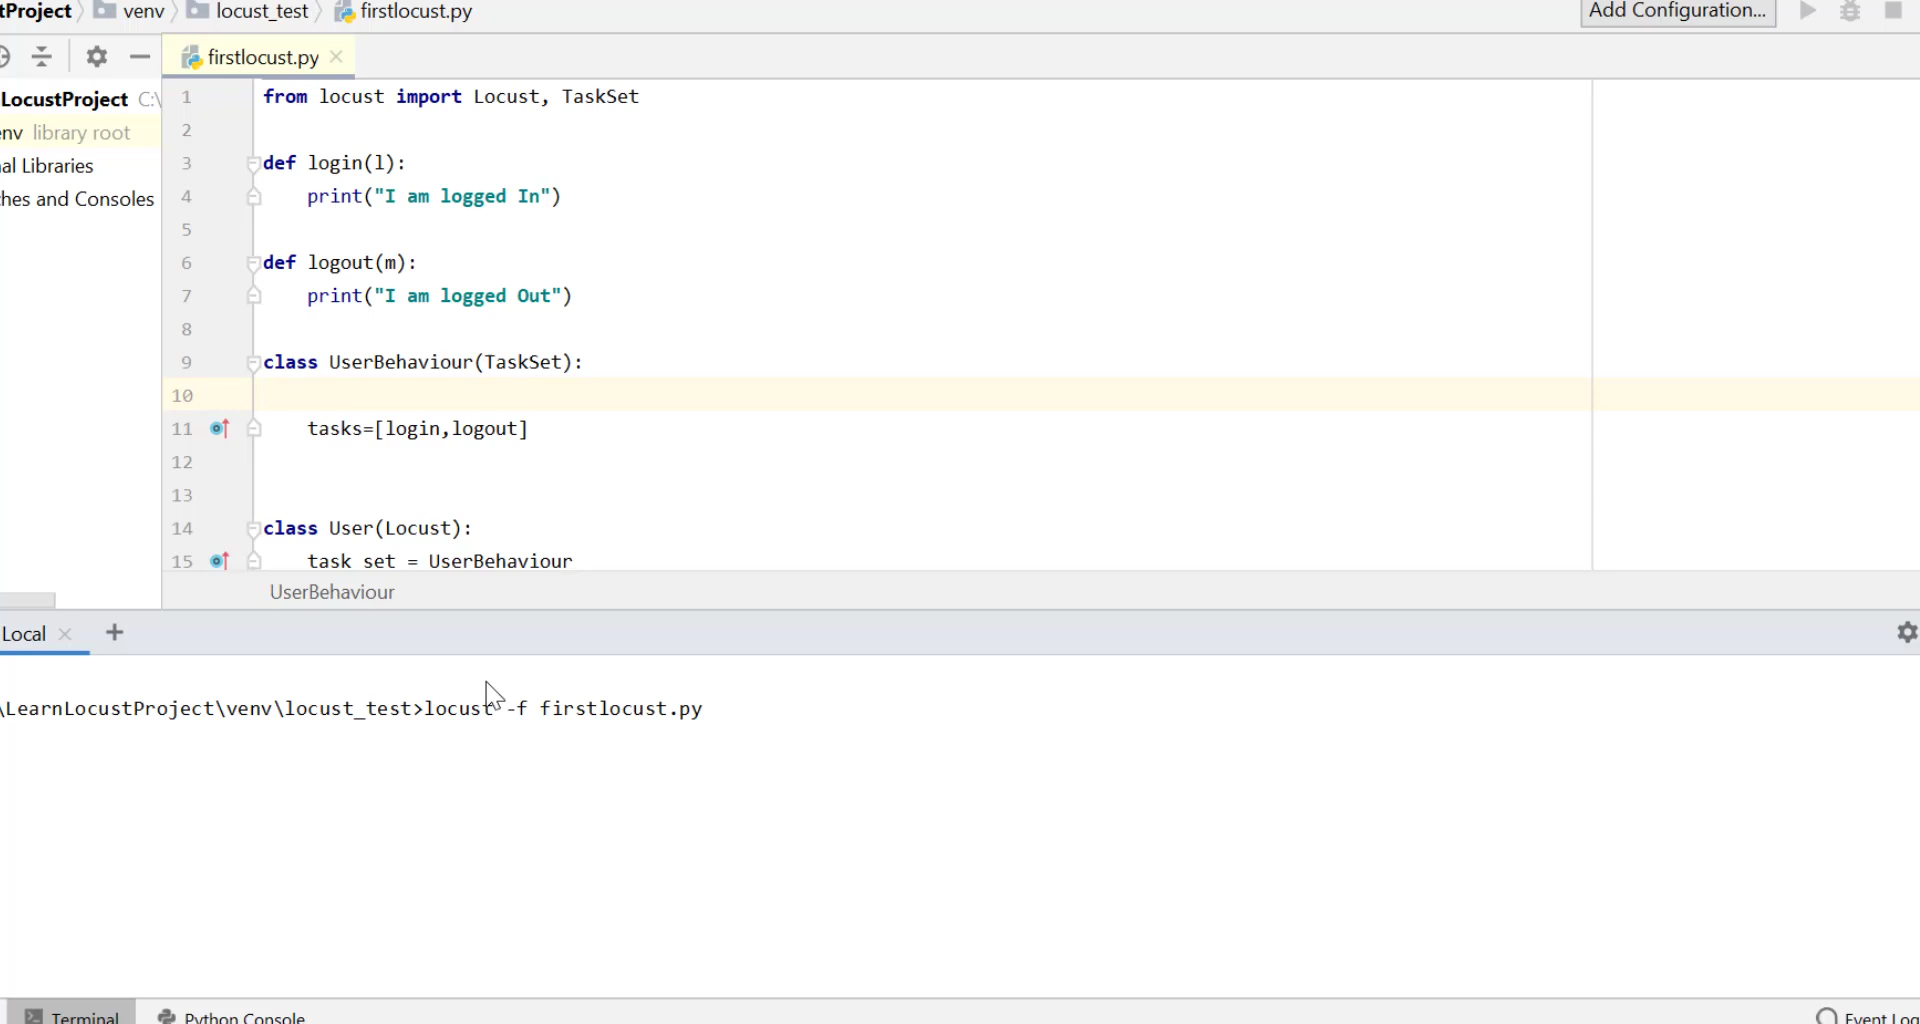 tProject venv locust_test firstlocust.py Add Configuration...
firstlocust.py
LocustProject C:\
env library root
al Libraries
hes and Consoles
1 from locust import Locust, TaskSet
2
3 def login(l):
4 print("I am logged In")
5
6 def logout(m):
7 print("I am logged Out")
8
9 class UserBehaviour(TaskSet):
10
11 tasks=[login,logout]
12
13
14 class User(Locust):
15 task set = UserBehaviour
UserBehaviour
Local
\LearnLocustProject\venv\locust_test>locust -f firstlocust.py
Terminal Python Console Event Log